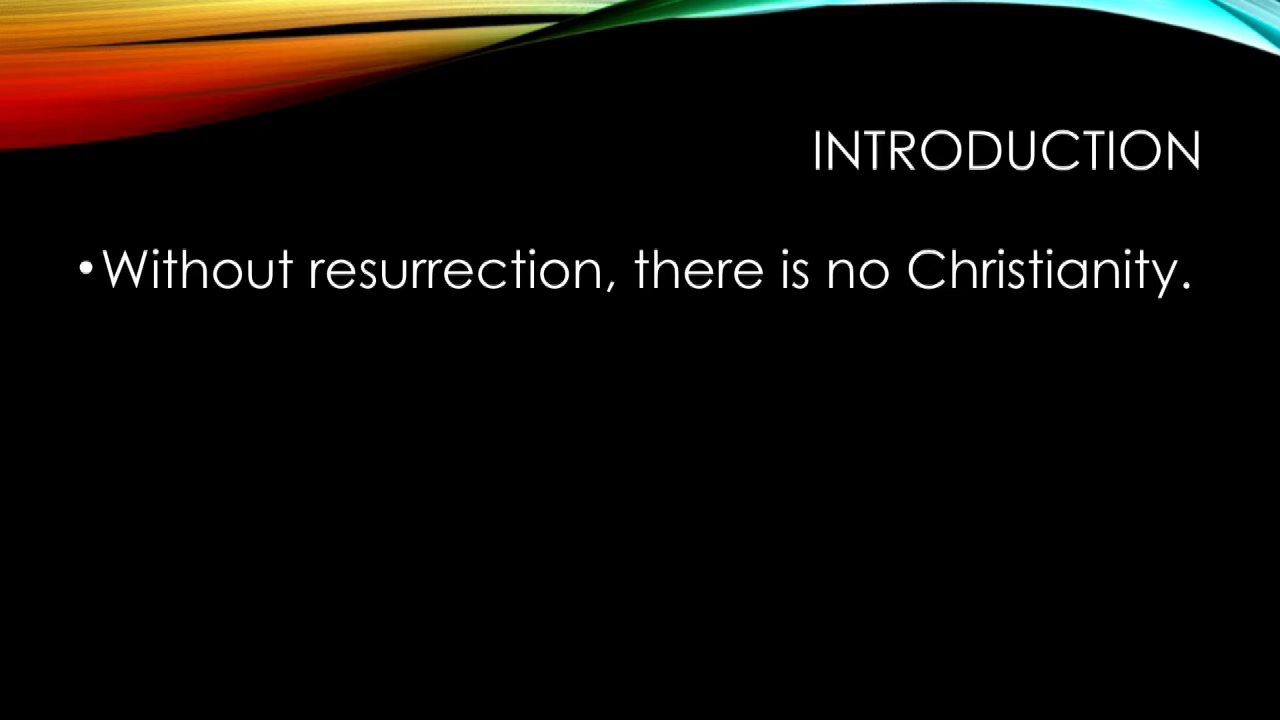 INTRODUCTION
•Without resurrection, there is no Christianity.